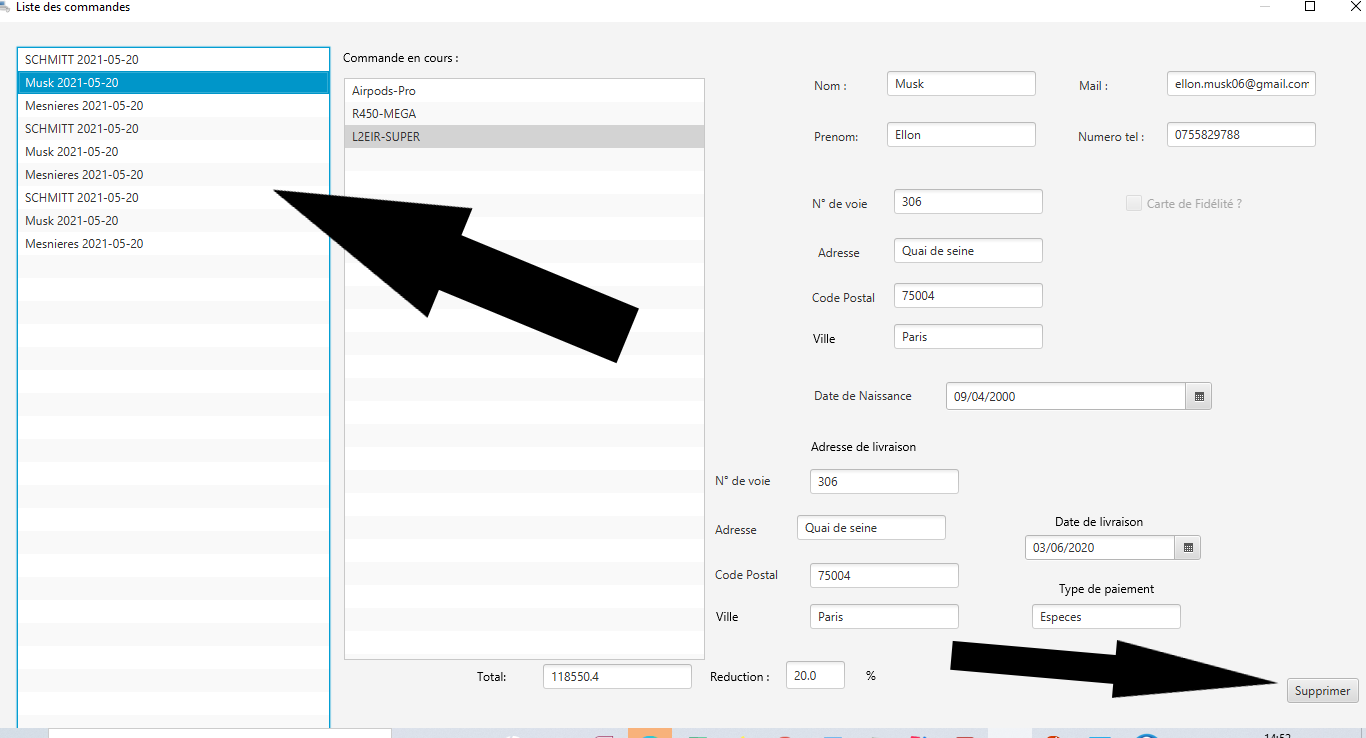 Liste des commandes
SCHMITT 2021-05-20
Musk 2021-05-20
Mesnieres 2021-05-20
SCHMITT 2021-05-20
Musk 2021-05-20
Mesnieres 2021-05-20
SCHMITT 2021-05-20
Musk 2021-05-20
Mesnieres 2021-05-20
Commande en cours :
Airpods-Pro
R450-MEGA
L2EIR-SUPER
Nom : Musk Mail : ellon.musk06@gmail.com
Prenom: Ellon Numero tel : 0755829788
N° de voie 306 Carte de Fidélité ?
Adresse Quai de seine
Code Postal 75004
Ville Paris
Date de Naissance 09/04/2000
Adresse de livraison
N° de voie 306
Adresse Quai de seine
Code Postal 75004
Ville Paris
Date de livraison
03/06/2020
Type de paiement
Especes
Total: 118550.4 Reduction : 20.0 %
Supprimer